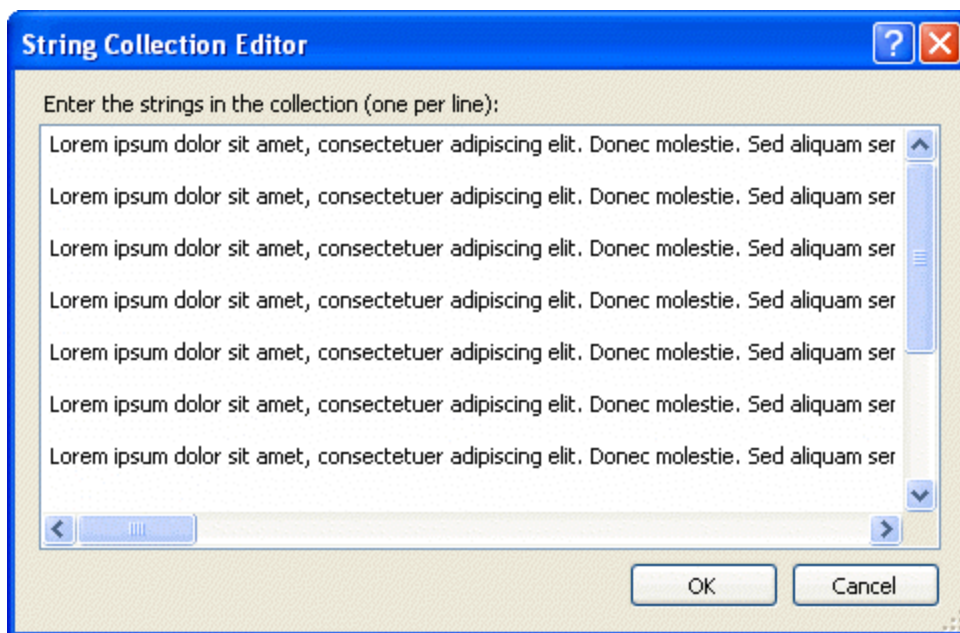 String Collection Editor
Enter the strings in the collection (one per line):
Lorem ipsum dolor sit amet, consectetuer adipiscing elit. Donec molestie. Sed aliquam ser
Lorem ipsum dolor sit amet, consectetuer adipiscing elit. Donec molestie. Sed aliquam ser
Lorem ipsum dolor sit amet, consectetuer adipiscing elit. Donec molestie. Sed aliquam ser
Lorem ipsum dolor sit amet, consectetuer adipiscing elit. Donec molestie. Sed aliquam ser
Lorem ipsum dolor sit amet, consectetuer adipiscing elit. Donec molestie. Sed aliquam ser
Lorem ipsum dolor sit amet, consectetuer adipiscing elit. Donec molestie. Sed aliquam ser
Lorem ipsum dolor sit amet, consectetuer adipiscing elit. Donec molestie. Sed aliquam ser
OK Cancel